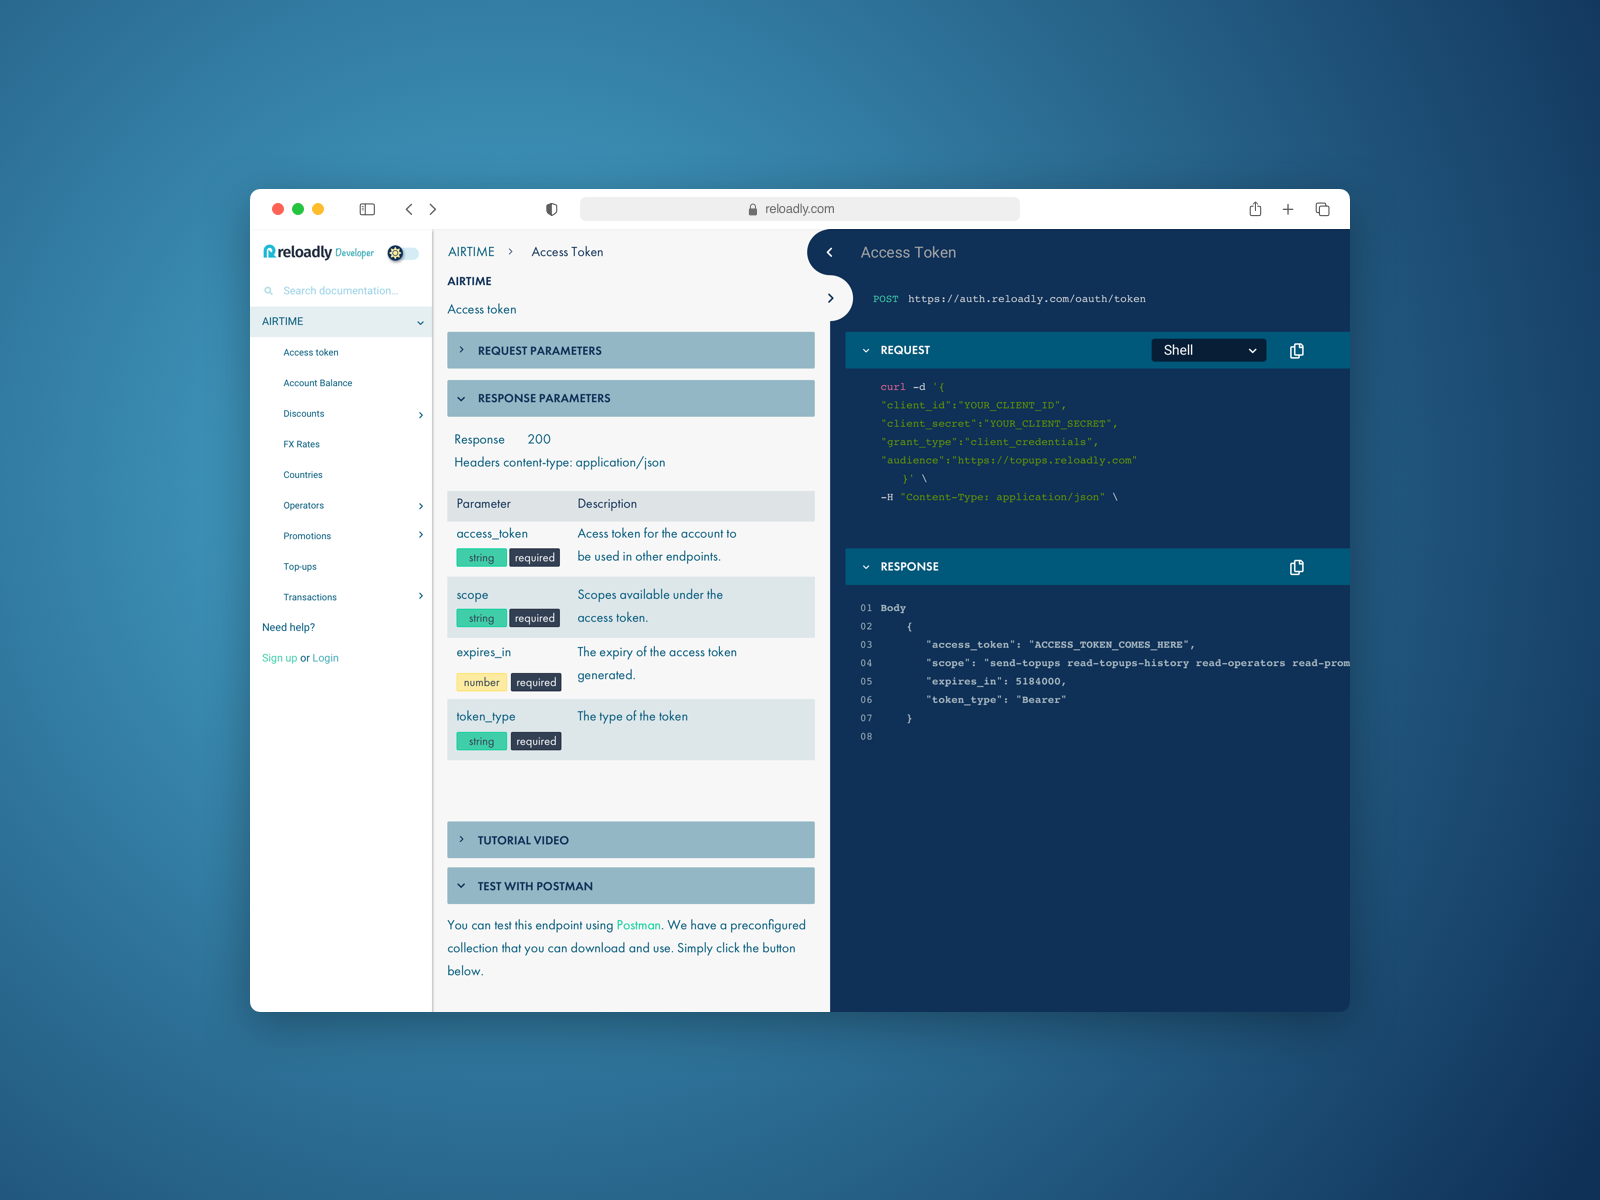 reloadly.com
reloadly Developer
Search documentation...
AIRTIME
Access token
Account Balance
Discounts
FX Rates
Countries
Operators
Promotions
Top-ups
Transactions
Need help?
Sign up or Login
AIRTIME > Access Token
AIRTIME
Access token
REQUEST PARAMETERS
RESPONSE PARAMETERS
Response 200
Headers content-type: application/json
Parameter Description
access_token Acess token for the account to
be used in other endpoints.
string required
scope Scopes available under the
access token.
string required
expires_in The expiry of the access token
generated.
number required
token_type The type of the token
string required
TUTORIAL VIDEO
TEST WITH POSTMAN
You can test this endpoint using Postman. We have a preconfigured
collection that you can download and use. Simply click the button
below.
Access Token
POST https://auth.reloadly.com/oauth/token
REQUEST Shell
curl -d '{
"client_id":"YOUR_CLIENT_ID",
"client_secret":"YOUR_CLIENT_SECRET",
"grant_type":"client_credentials",
"audience":"https://topups.reloadly.com"
}' \
-H "Content-Type: application/json" \
RESPONSE
01 Body
02 {
03 "access_token": "ACCESS_TOKEN_COMES_HERE",
04 "scope": "send-topups read-topups-history read-operators read-prom
05 "expires_in": 5184000,
06 "token_type": "Bearer"
07 }
08